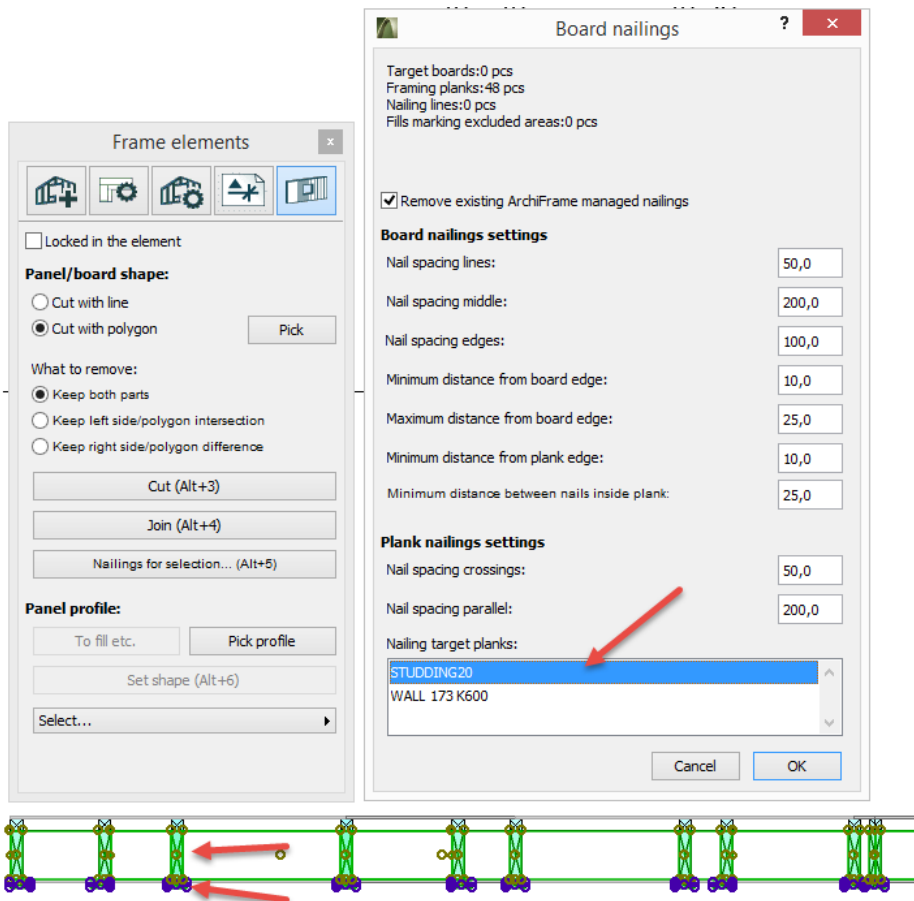 Board nailings
?
×
Target boards:0 pcs
Framing planks:48 pcs
Nailing lines:0 pcs
Fills marking excluded areas:0 pcs
Remove existing ArchiFrame managed nailings
Board nailings settings
Nail spacing lines: 50,0
Nail spacing middle: 200,0
Nail spacing edges: 100,0
Minimum distance from board edge: 10,0
Maximum distance from board edge: 25,0
Minimum distance from plank edge: 10,0
Minimum distance between nails inside plank: 25,0
Plank nailings settings
Nail spacing crossings: 50,0
Nail spacing parallel: 200,0
Nailing target planks:
STUDDING20
WALL 173 K600
Cancel OK
Frame elements
x
Locked in the element
Panel/board shape:
Cut with line
Cut with polygon Pick
What to remove:
Keep both parts
Keep left side/polygon intersection
Keep right side/polygon difference
Cut (Alt+3)
Join (Alt+4)
Nailings for selection... (Alt+5)
Panel profile:
To fill etc. Pick profile
Set shape (Alt+6)
Select...